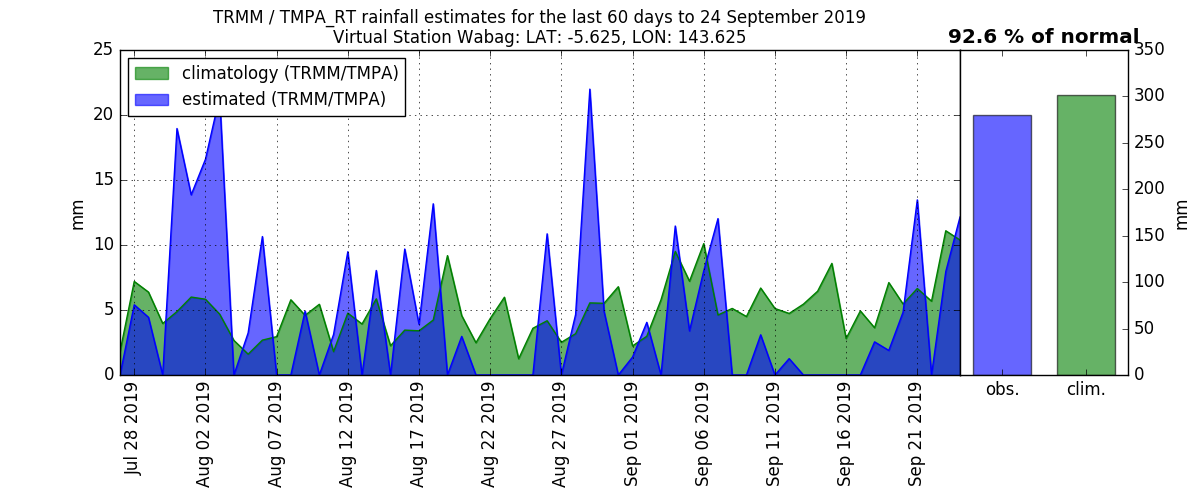 TRMM / TMPA_RT rainfall estimates for the last 60 days to 24 September 2019
Virtual Station Wabag: LAT: -5.625, LON: 143.625
92.6 % of normal
climatology (TRMM/TMPA)
estimated (TRMM/TMPA)
25
20
15
10
5
0
mm
Jul 28 2019
Aug 02 2019
Aug 07 2019
Aug 12 2019
Aug 17 2019
Aug 22 2019
Aug 27 2019
Sep 01 2019
Sep 06 2019
Sep 11 2019
Sep 16 2019
Sep 21 2019
350
300
250
200
150
100
50
0
mm
obs.
clim.